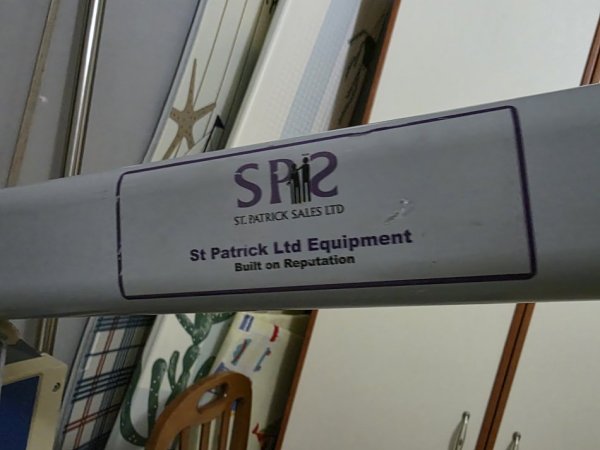 SPS
ST. PATRICK SALES LTD
St Patrick Ltd Equipment
Built on Reputation